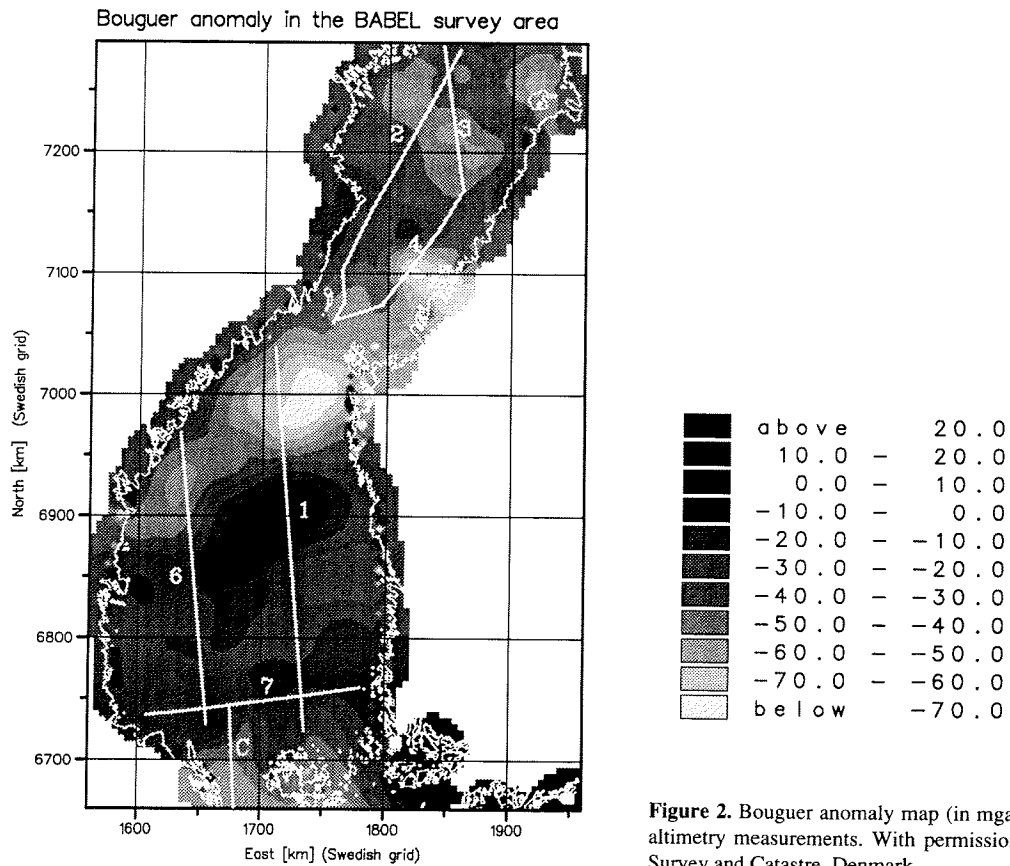 Bouguer anomaly in the BABEL survey area
North [km] (Swedish grid)
7200
7100
7000
6900
6800
6700
2
3
4
1
6
7
C
1600 1700 1800 1900
East [km] (Swedish grid)
above 20.0
10.0 - 20.0
0.0 - 10.0
-10.0 - 0.0
-20.0 - -10.0
-30.0 - -20.0
-40.0 - -30.0
-50.0 - -40.0
-60.0 - -50.0
-70.0 - -60.0
below -70.0
Figure 2. Bouguer anomaly map (in mga
altimetry measurements. With permission
Survey and Catastre, Denmark